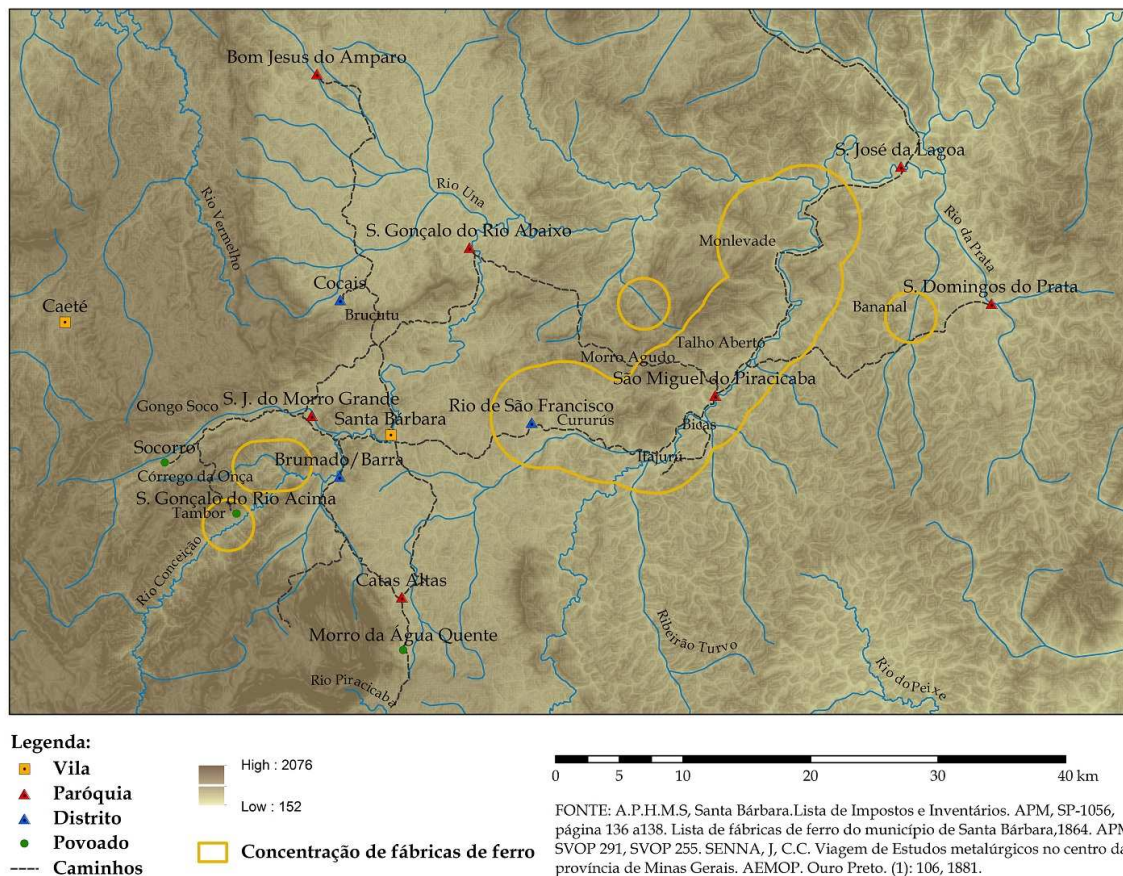 Bom Jesus do Amparo
S. José da Lagoa
Rio Una
Rio Vermelho
Rio da Prata
S. Gonçalo do Rio Abaixo
Monlevade
Cocais
S. Domingos do Prata
Caeté
Brucutu
Bananal
Talho Aberto
Morro Agudo
São Miguel do Piracicaba
S. J. do Morro Grande
Gongo Soco
Rio de São Francisco
Santa Bárbara
Cururús
Bidas
Socorro
Brumado/Barra
Itajurú
Córrego da Onça
S. Gonçalo do Rio Acima
Tambor
Rio Conceição
Catas Altas
Morro da Água Quente
Ribeirão Turvo
Rio Piracicaba
Rio do Peixe
Legenda:
Vila
Paróquia
Distrito
Povoado
Caminhos
High : 2076
Low : 152
Concentração de fábricas de ferro
0 5 10 20 30 40 km
FONTE: A.P.H.M.S, Santa Bárbara.Lista de Impostos e Inventários. APM, SP-1056,
página 136 a138. Lista de fábricas de ferro do município de Santa Bárbara,1864. APM
SVOP 291, SVOP 255. SENNA, J, C.C. Viagem de Estudos metalúrgicos no centro da
província de Minas Gerais. AEMOP. Ouro Preto. (1): 106, 1881.